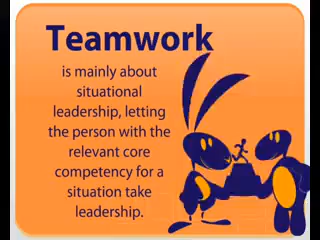 Teamwork
is mainly about
situational
leadership, letting
the person with the
relevant core
competency for a
situation take
leadership.